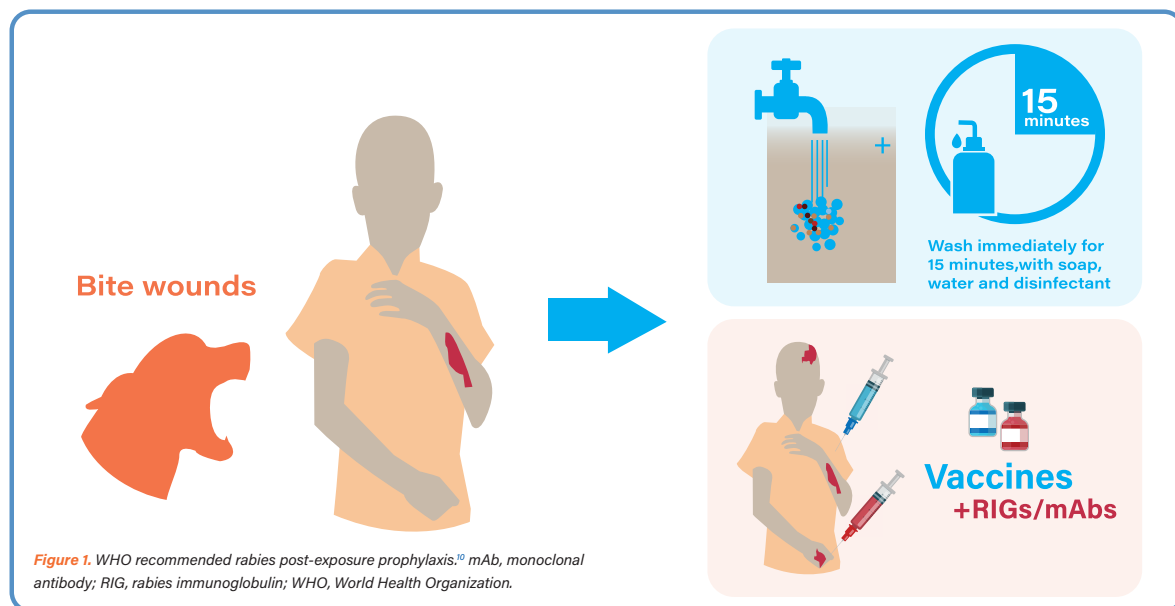 Bite wounds
15
minutes
+
Wash immediately for
15 minutes,with soap,
water and disinfectant
Vaccines
+RIGs/mAbs
Figure 1. WHO recommended rabies post-exposure prophylaxis.¹⁰ mAb, monoclonal
antibody; RIG, rabies immunoglobulin; WHO, World Health Organization.